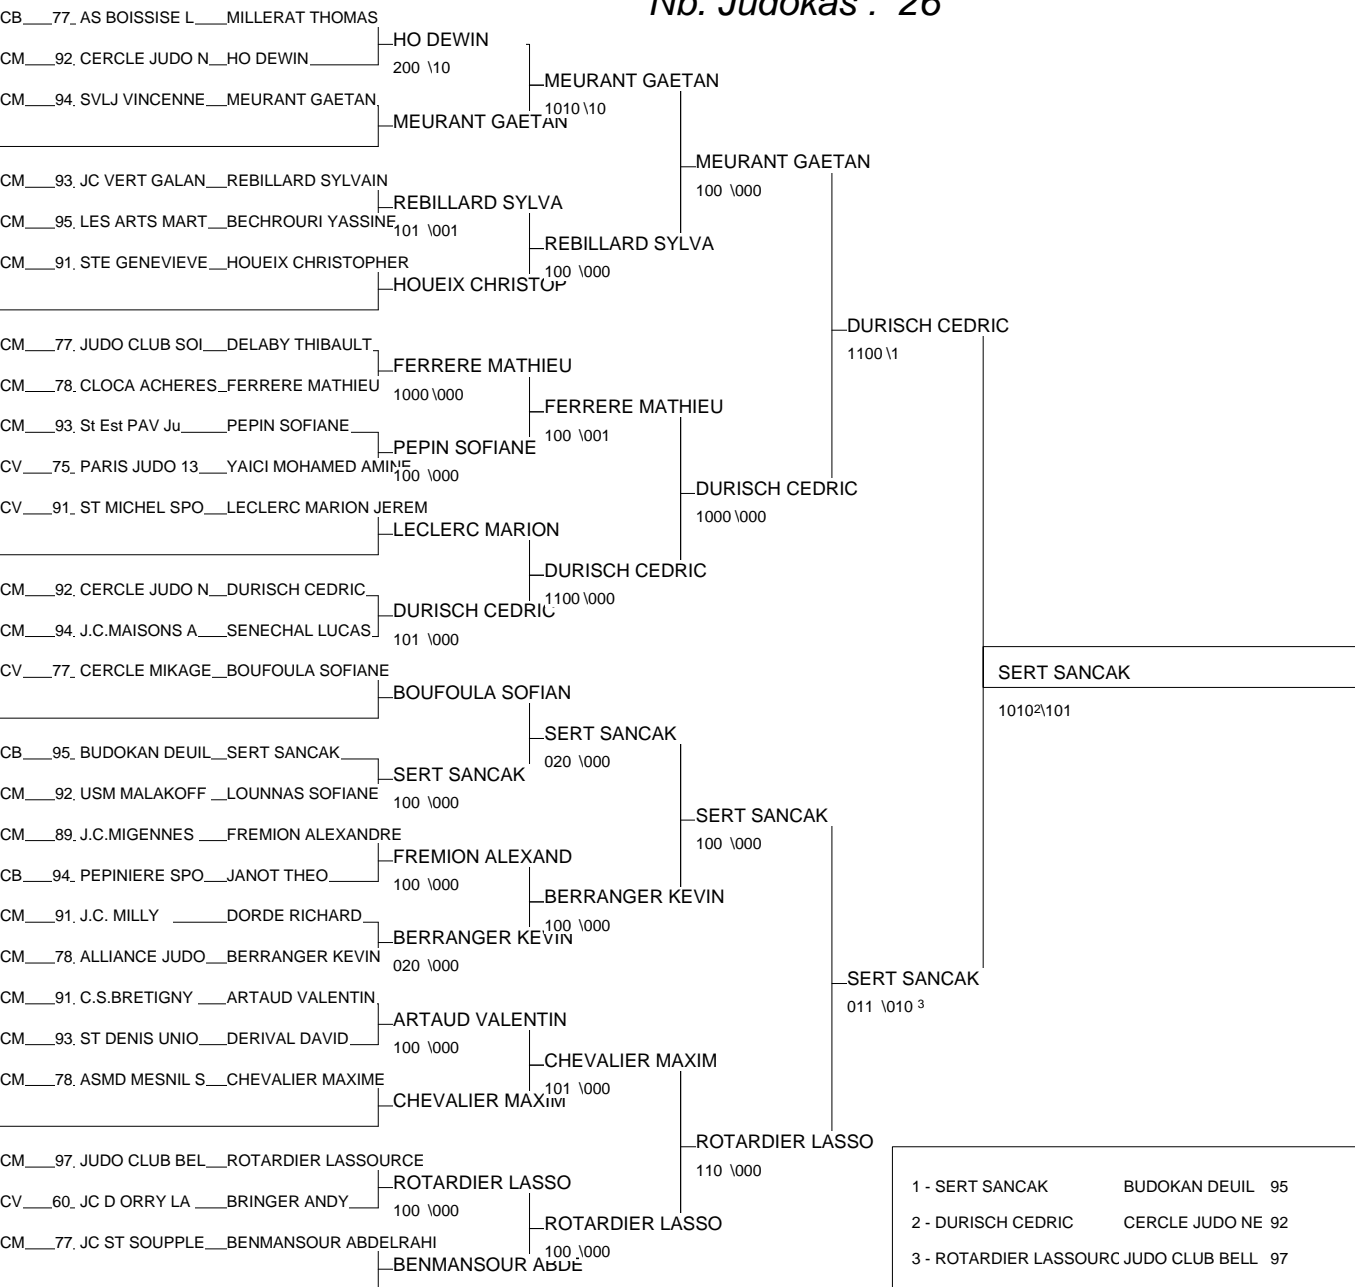 Nb. Judokas : 26
CB 77 AS BOISSISE L MILLERAT THOMAS
HO DEWIN
CM 92 CERCLE JUDO N HO DEWIN
200 \10
MEURANT GAETAN
CM 94 SVLJ VINCENNE MEURANT GAETAN
1010 \10
MEURANT GAETAN
MEURANT GAETAN
CM 93 JC VERT GALAN REBILLARD SYLVAIN
100 \000
REBILLARD SYLVA
CM 95 LES ARTS MART BECHROURI YASSINE
101 \001
REBILLARD SYLVA
CM 91 STE GENEVIEVE HOUEIX CHRISTOPHER
100 \000
HOUEIX CHRISTOP
DURISCH CEDRIC
CM 77 JUDO CLUB SOI DELABY THIBAULT
1100 \1
FERRERE MATHIEU
CM 78 CLOCA ACHERES FERRERE MATHIEU
1000 \000
FERRERE MATHIEU
CM 93 St Est PAV Ju PEPIN SOFIANE
100 \001
PEPIN SOFIANE
CV 75 PARIS JUDO 13 YAICI MOHAMED AMINE
100 \000
DURISCH CEDRIC
CV 91 ST MICHEL SPO LECLERC MARION JEREM
1000 \000
LECLERC MARION
DURISCH CEDRIC
CM 92 CERCLE JUDO N DURISCH CEDRIC
1100 \000
DURISCH CEDRIC
CM 94 J.C.MAISONS A SENECHAL LUCAS
101 \000
CV 77 CERCLE MIKAGE BOUFOULA SOFIANE
SERT SANCAK
BOUFOULA SOFIAN
1010 2\101
SERT SANCAK
CB 95 BUDOKAN DEUIL SERT SANCAK
020 \000
SERT SANCAK
CM 92 USM MALAKOFF LOUNNAS SOFIANE
100 \000
SERT SANCAK
CM 89 J.C.MIGENNES FREMION ALEXANDRE
100 \000
FREMION ALEXAND
CB 94 PEPINIERE SPO JANOT THEO
100 \000
BERRANGER KEVIN
CM 91 J.C. MILLY DORDE RICHARD
100 \000
BERRANGER KEVIN
CM 78 ALLIANCE JUDO BERRANGER KEVIN
020 \000
SERT SANCAK
CM 91 C.S.BRETIGNY ARTAUD VALENTIN
011 \010 3
ARTAUD VALENTIN
CM 93 ST DENIS UNIO DERIVAL DAVID
100 \000
CHEVALIER MAXIM
CM 78 ASMD MESNIL S CHEVALIER MAXIME
101 \000
CHEVALIER MAXIM
ROTARDIER LASSO
CM 97 JUDO CLUB BEL ROTARDIER LASSOURCE
110 \000
ROTARDIER LASSO
CV 60 JC D ORRY LA BRINGER ANDY
100 \000
ROTARDIER LASSO
CM 77 JC ST SOUPPLE BENMANSOUR ABDELRAHI
100 \000
BENMANSOUR ABDE
1 - SERT SANCAK BUDOKAN DEUIL 95
2 - DURISCH CEDRIC CERCLE JUDO NE 92
3 - ROTARDIER LASSOURC JUDO CLUB BELL 97